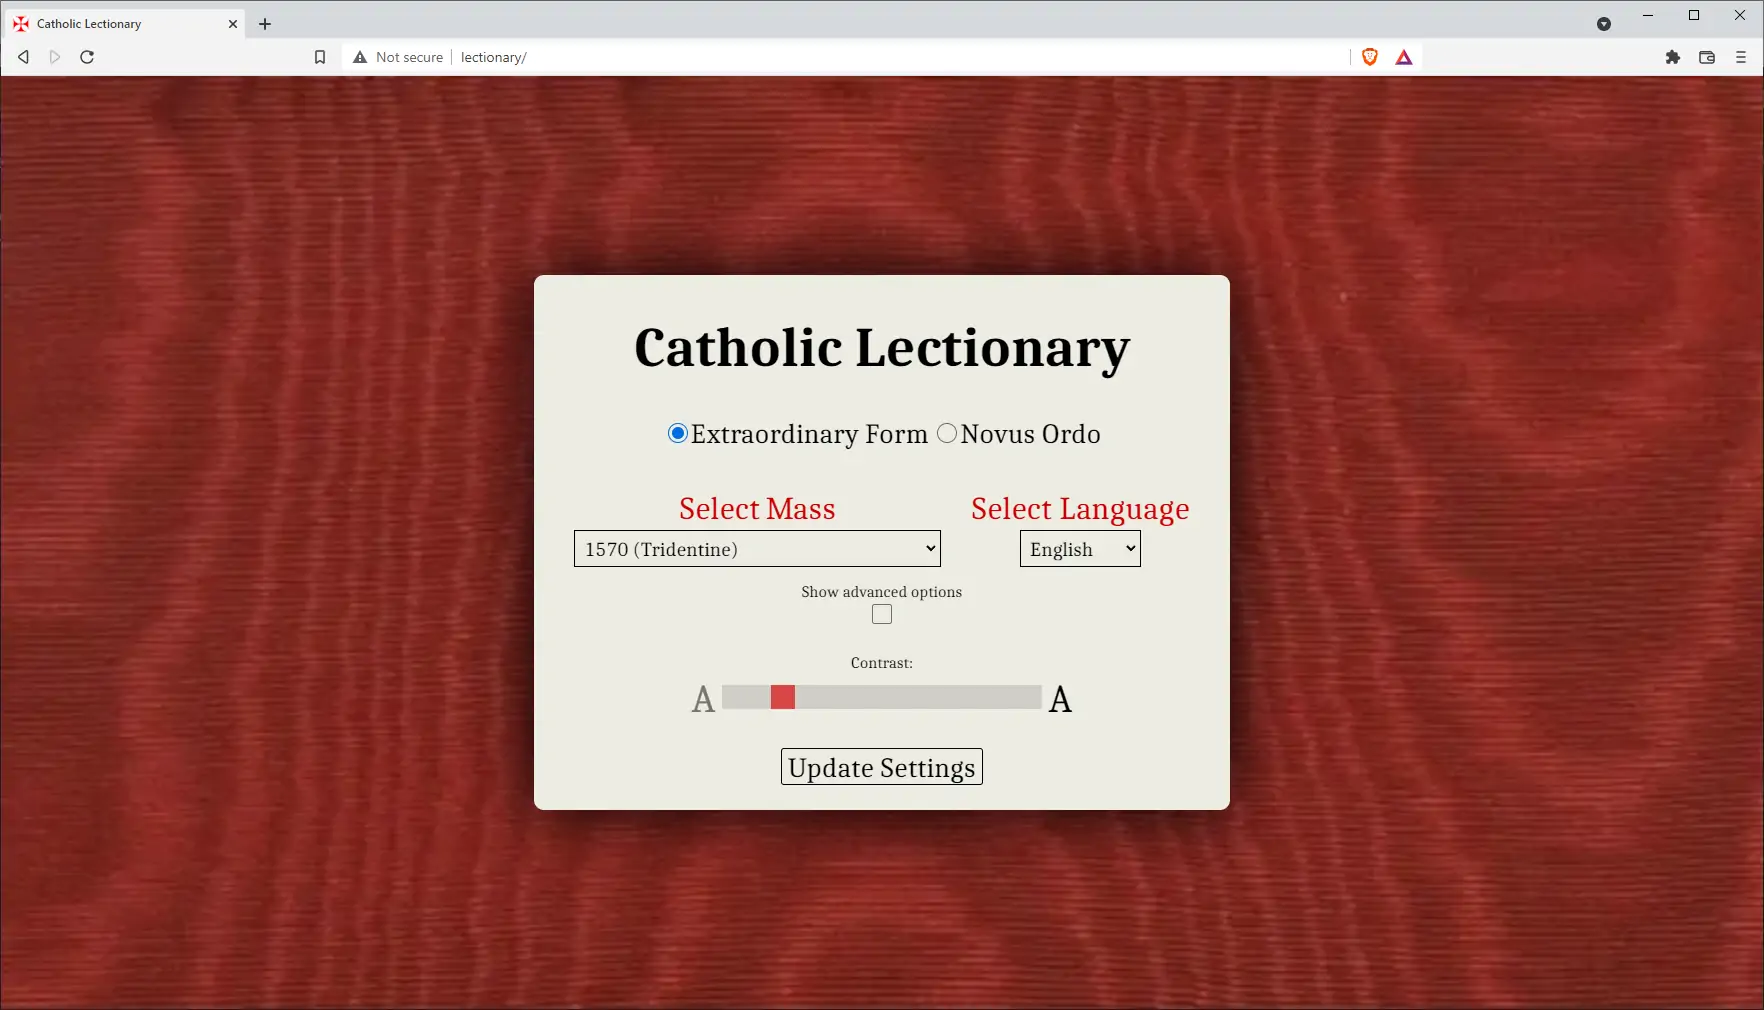 Catholic Lectionary
Not secure
lectionary/
Catholic Lectionary
Extraordinary Form Novus Ordo
Select Mass
Select Language
1570 (Tridentine)
English
Show advanced options
Contrast:
A A
Update Settings